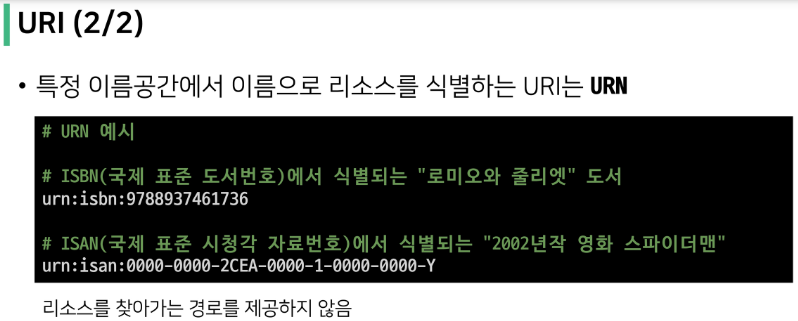 URI (2/2)
• 특정 이름공간에서 이름으로 리소스를 식별하는 URI는 URN
# URN 예시
# ISBN(국제 표준 도서번호)에서 식별되는 "로미오와 줄리엣" 도서
urn:isbn:9788937461736
# ISAN(국제 표준 시청각 자료번호)에서 식별되는 "2002년작 영화 스파이더맨"
urn:isan:0000-0000-2CEA-0000-1-0000-0000-Y
리소스를 찾아가는 경로를 제공하지 않음